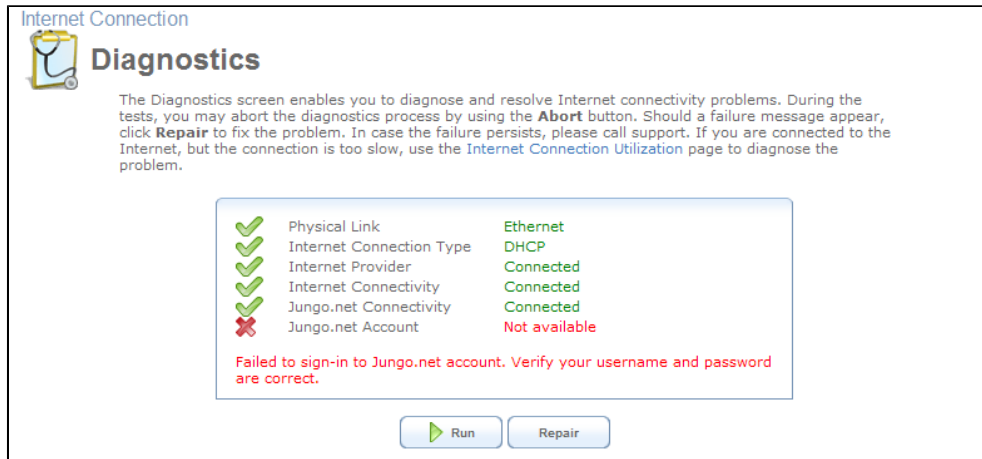 Internet Connection
Diagnostics
The Diagnostics screen enables you to diagnose and resolve Internet connectivity problems. During the
tests, you may abort the diagnostics process by using the Abort button. Should a failure message appear,
click Repair to fix the problem. In case the failure persists, please call support. If you are connected to the
Internet, but the connection is too slow, use the Internet Connection Utilization page to diagnose the
problem.
Physical Link Ethernet
Internet Connection Type DHCP
Internet Provider Connected
Internet Connectivity Connected
Jungo.net Connectivity Connected
Jungo.net Account Not available
Failed to sign-in to Jungo.net account. Verify your username and password
are correct.
Run Repair